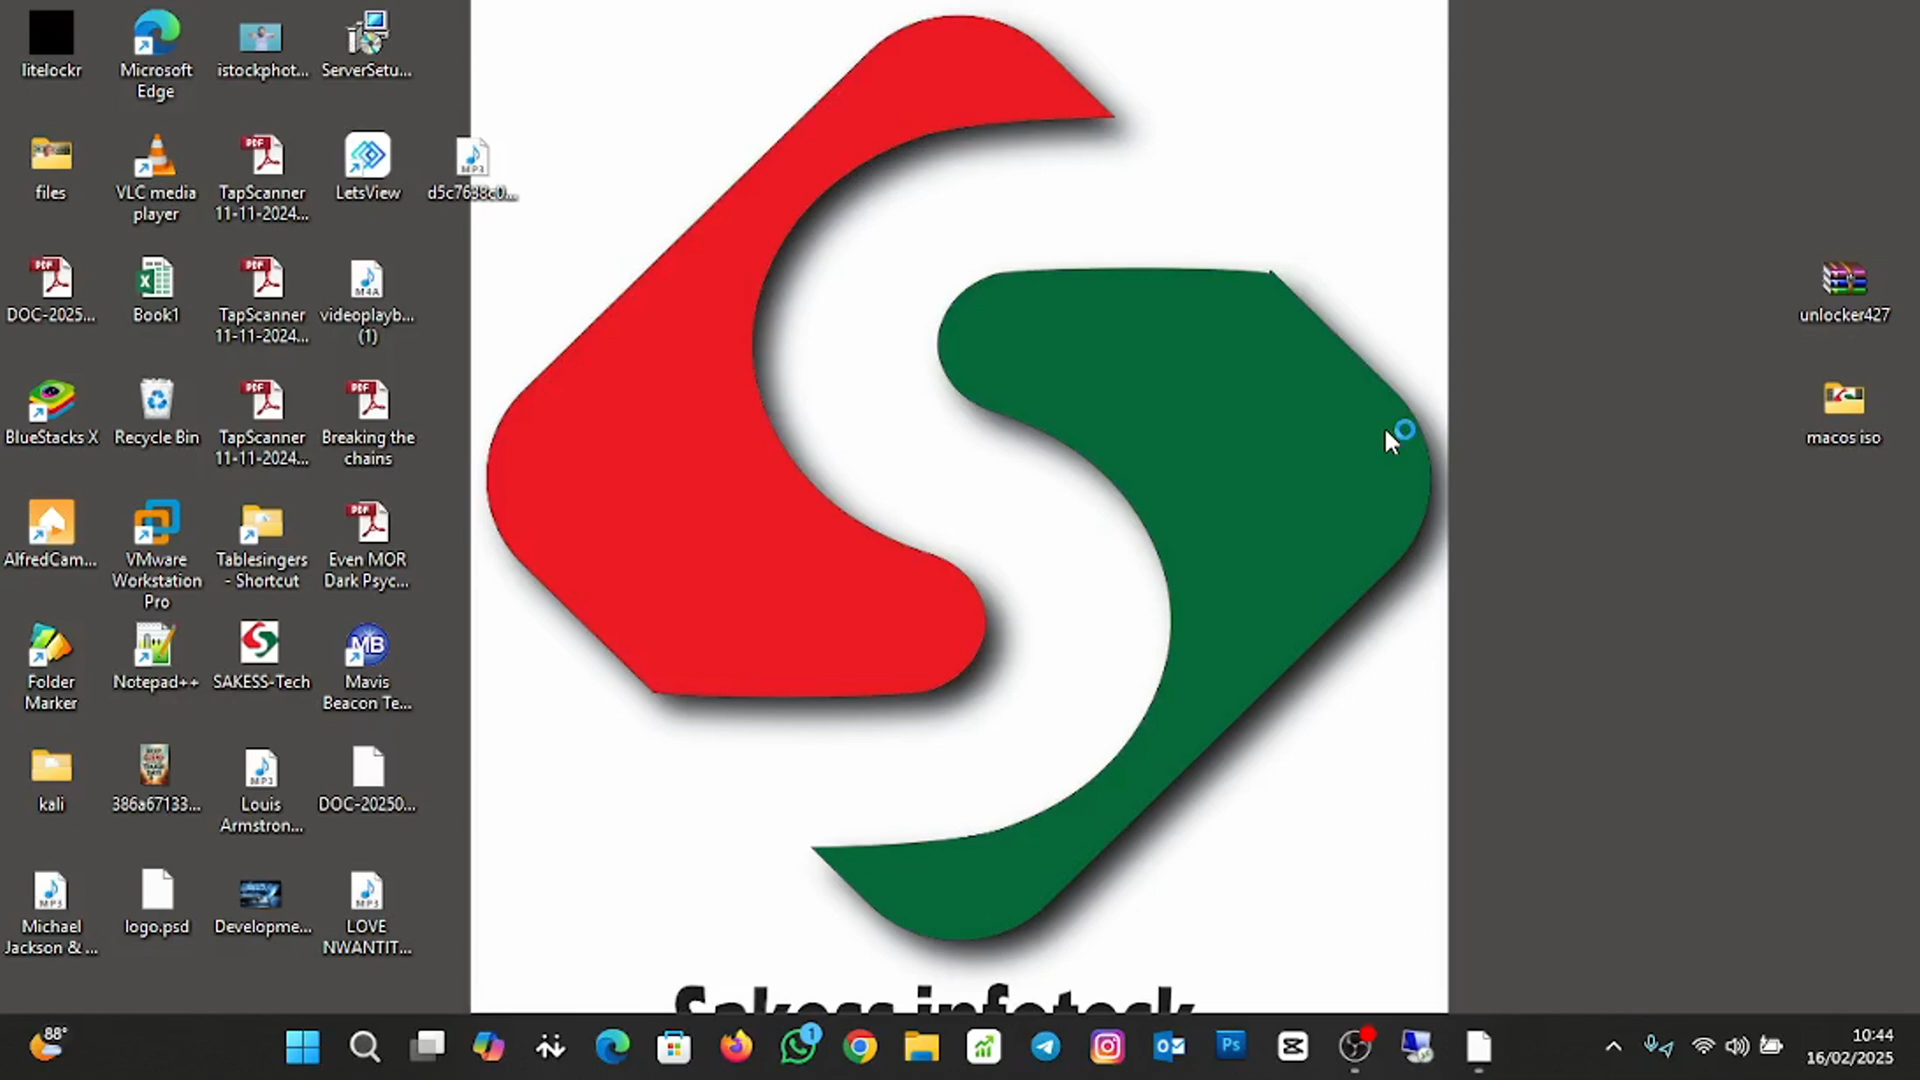 litelockr
Microsoft
Edge
istockphot...
ServerSetu...
files
VLC media
player
TapScanner
11-11-2024...
LetsView
d5c7638c0...
DOC-2025...
Book1
TapScanner
11-11-2024...
videoplayb...
(1)
BlueStacks X
Recycle Bin
TapScanner
11-11-2024...
Breaking the
chains
AlfredCam...
VMware
Workstation
Pro
Tablesingers
- Shortcut
Even MOR
Dark Psyc...
Folder
Marker
Notepad++
SAKESS-Tech
Mavis
Beacon Te...
kali
386a67133...
Louis
Armstron...
DOC-20250...
Michael
Jackson & ...
logo.psd
Developme...
LOVE
NWANTIT...
unlocker427
macos iso
Sakess infoteck
88°
10:44
16/02/2025